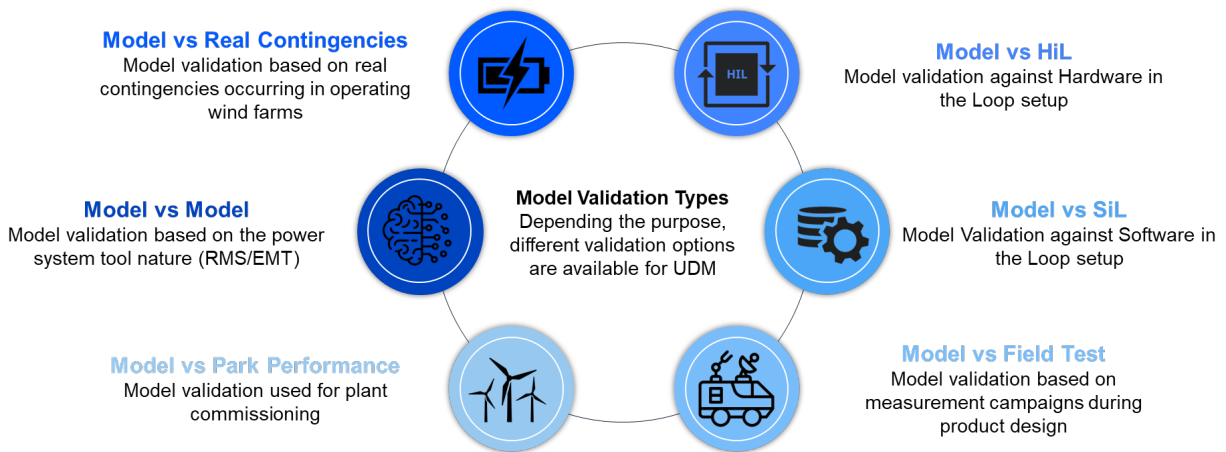 Model vs Real Contingencies
Model validation based on real
contingencies occurring in operating
wind farms
HIL
Model vs HiL
Model validation against Hardware in
the Loop setup
Model vs Model
Model validation based on the power
system tool nature (RMS/EMT)
Model Validation Types
Depending the purpose,
different validation options
are available for UDM
Model vs SiL
Model Validation against Software in
the Loop setup
Model vs Park Performance
Model validation used for plant
commissioning
Model vs Field Test
Model validation based on
measurement campaigns during
product design